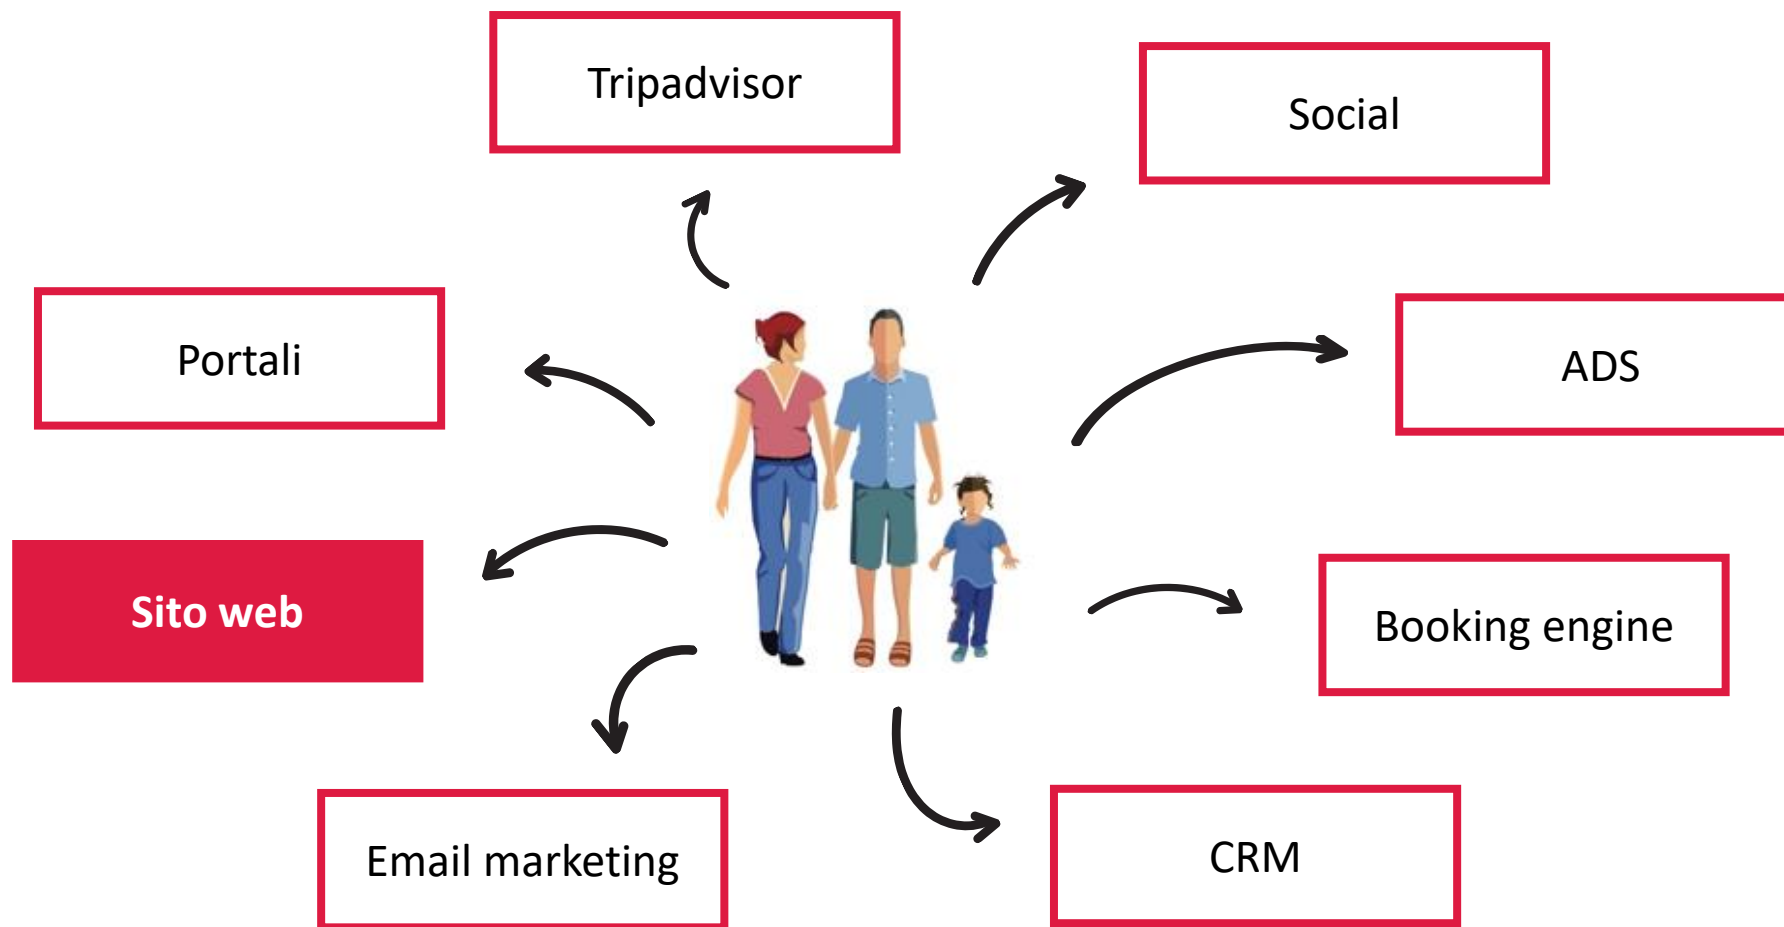 Tripadvisor
Social
Portali
ADS
Sito web
Booking engine
Email marketing
CRM